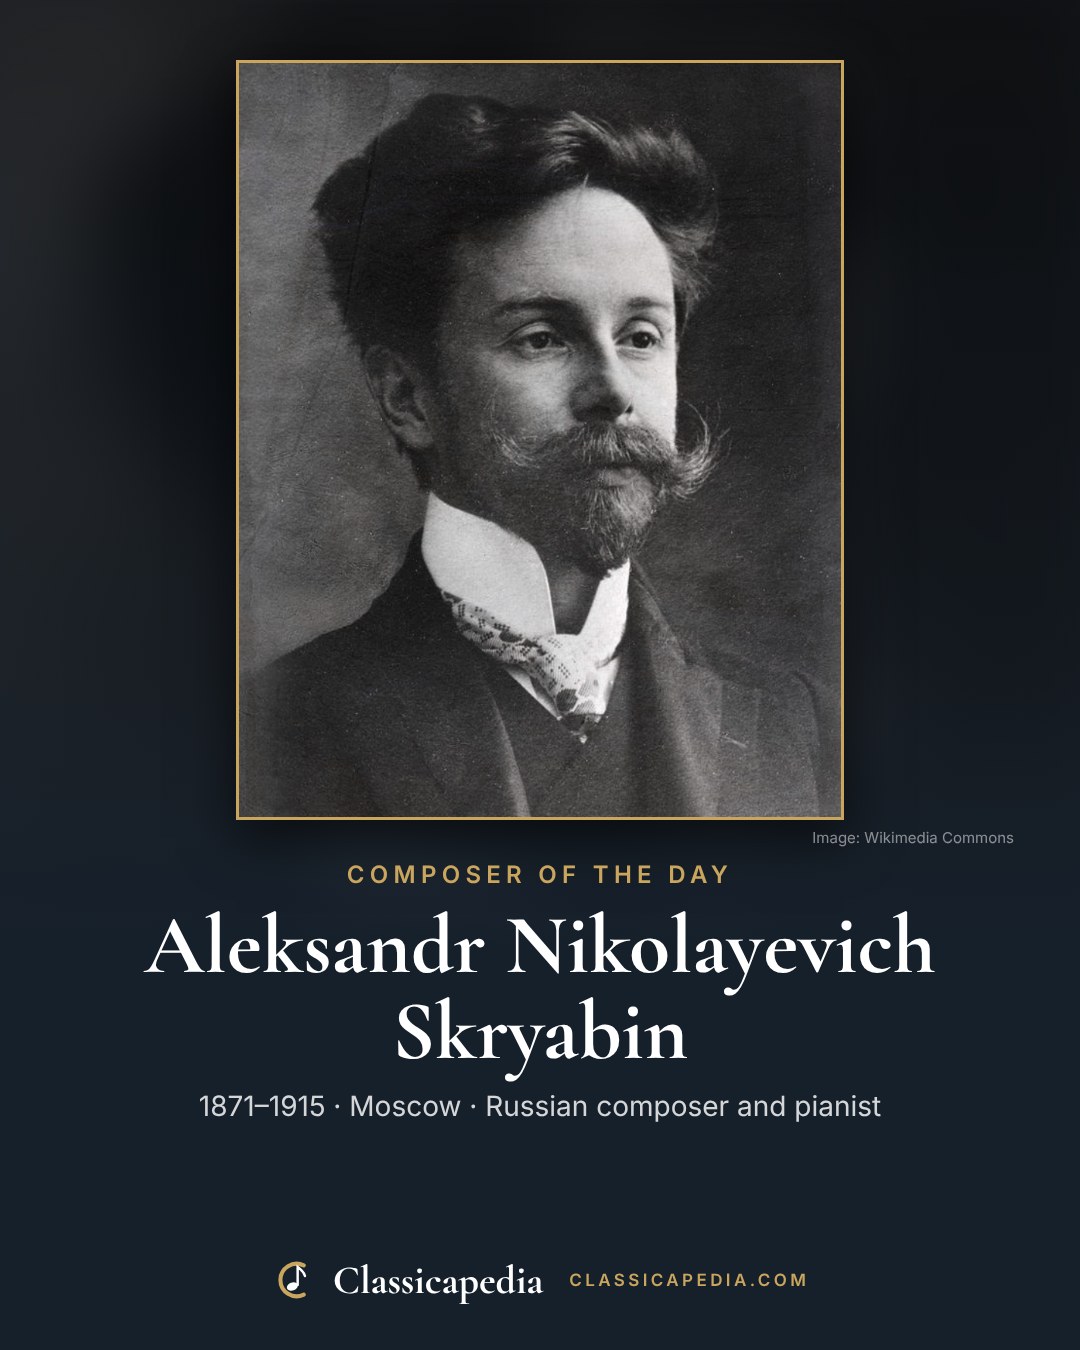 Image: Wikimedia Commons
COMPOSER OF THE DAY
Aleksandr Nikolayevich
Skryabin
1871–1915 · Moscow · Russian composer and pianist
Classicapedia CLASSICAPEDIA.COM